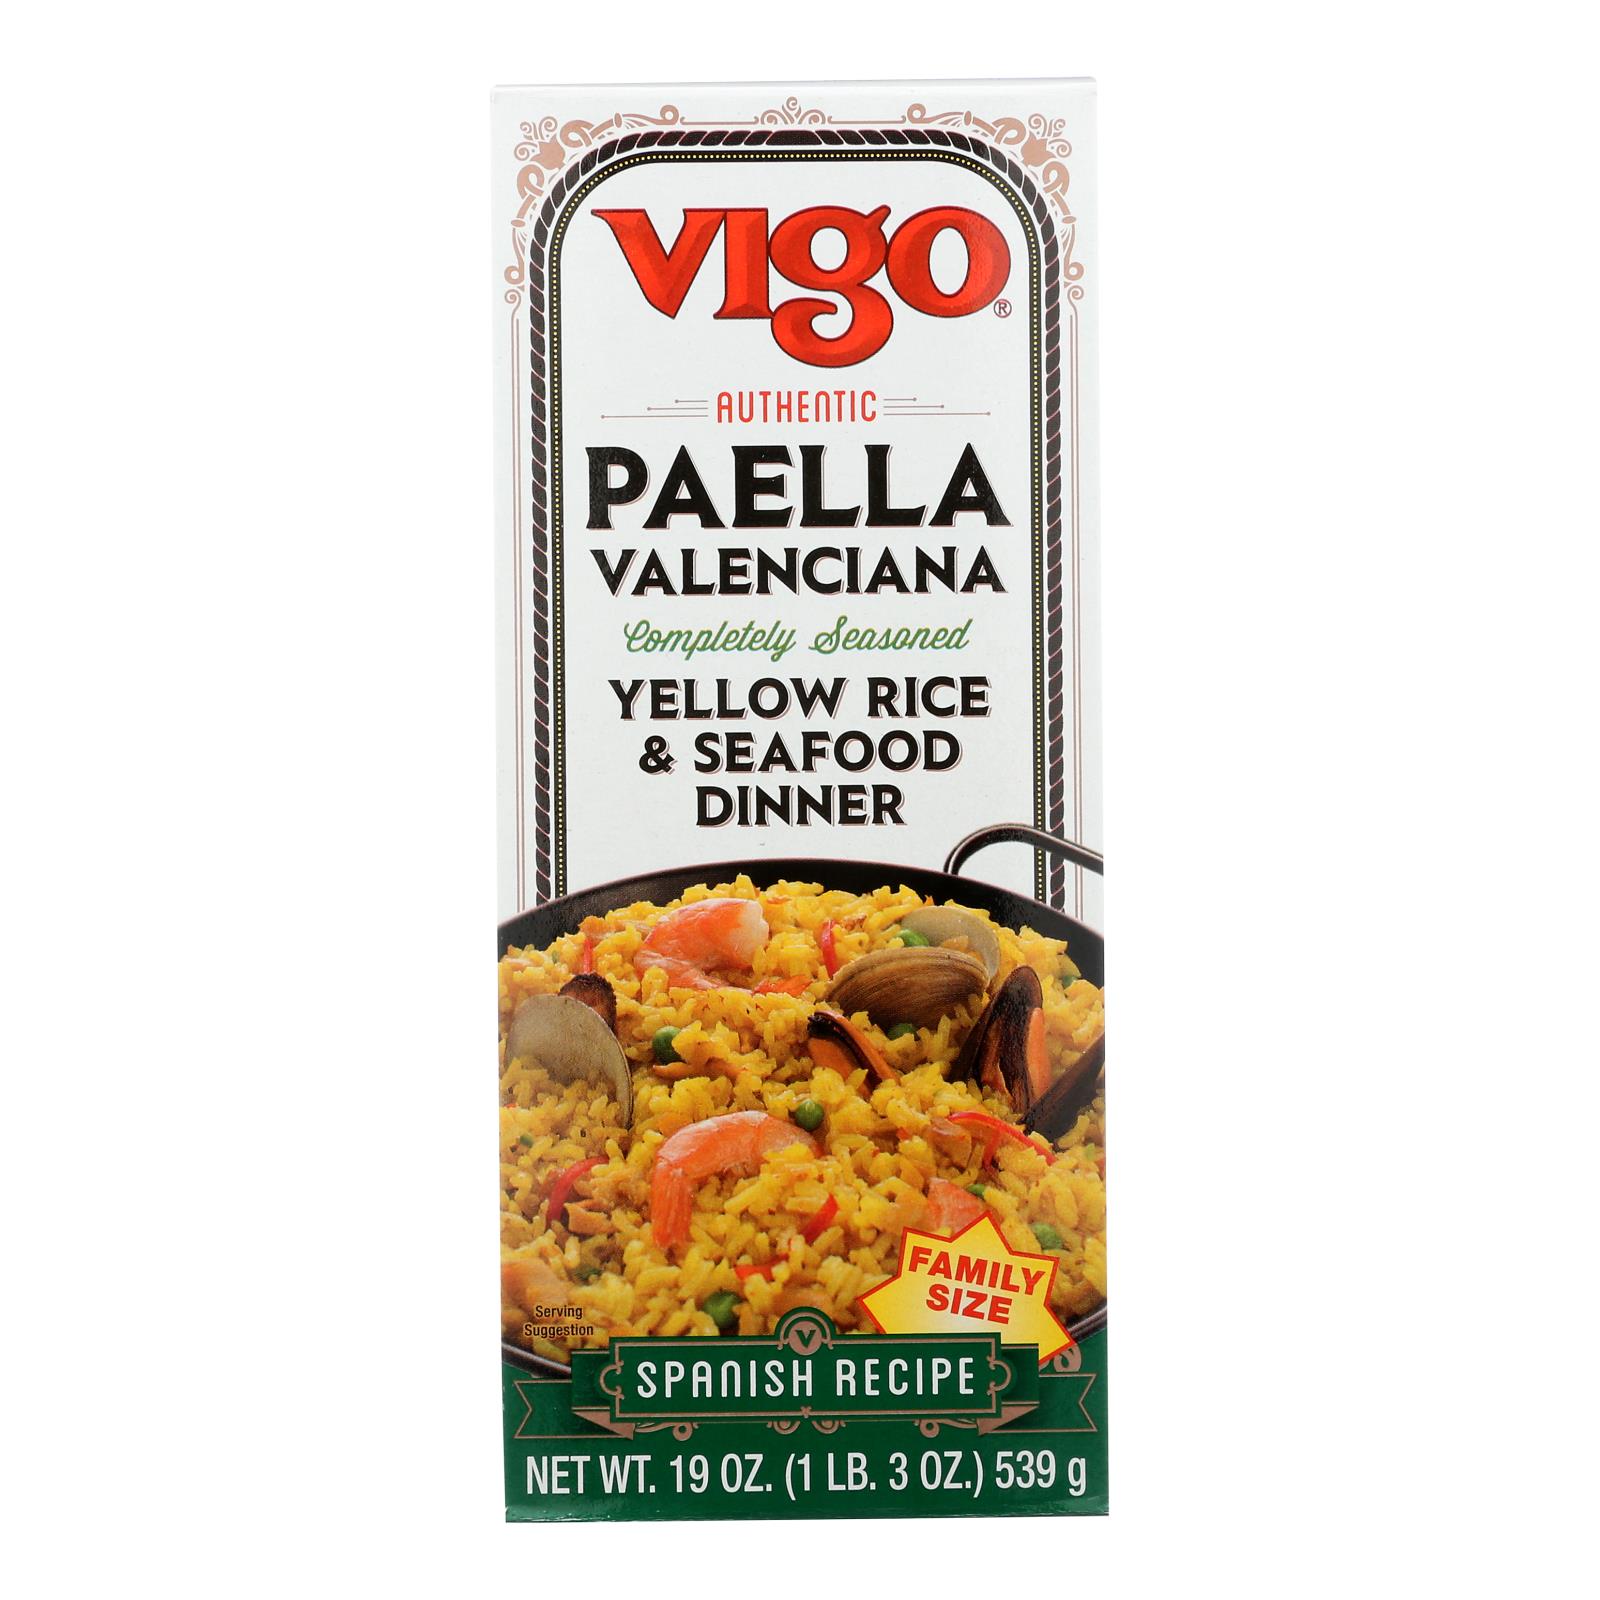 VIGO®
AUTHENTIC
PAELLA
VALENCIANA
Completely Seasoned
YELLOW RICE
& SEAFOOD
DINNER
FAMILY
SIZE
Serving
Suggestion
V
SPANISH RECIPE
NET WT. 19 OZ. (1 LB. 3 OZ.) 539 g